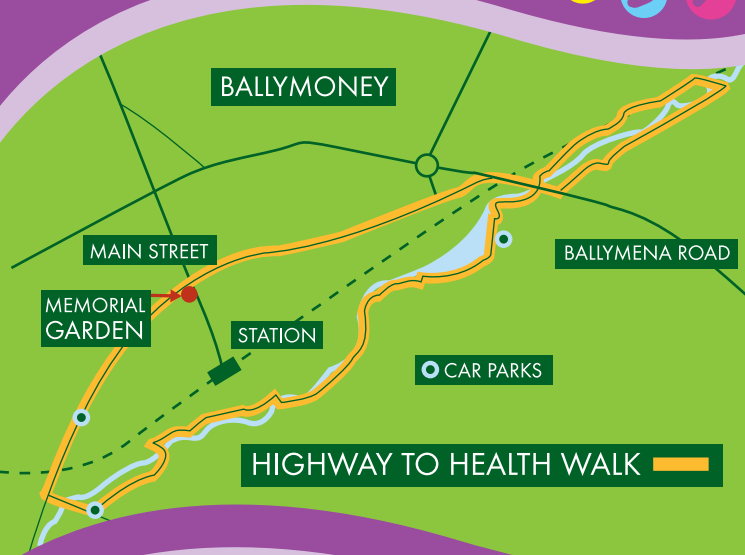 BALLYMONEY
MAIN STREET
BALLYMENA ROAD
MEMORIAL
GARDEN
STATION
CAR PARKS
HIGHWAY TO HEALTH WALK